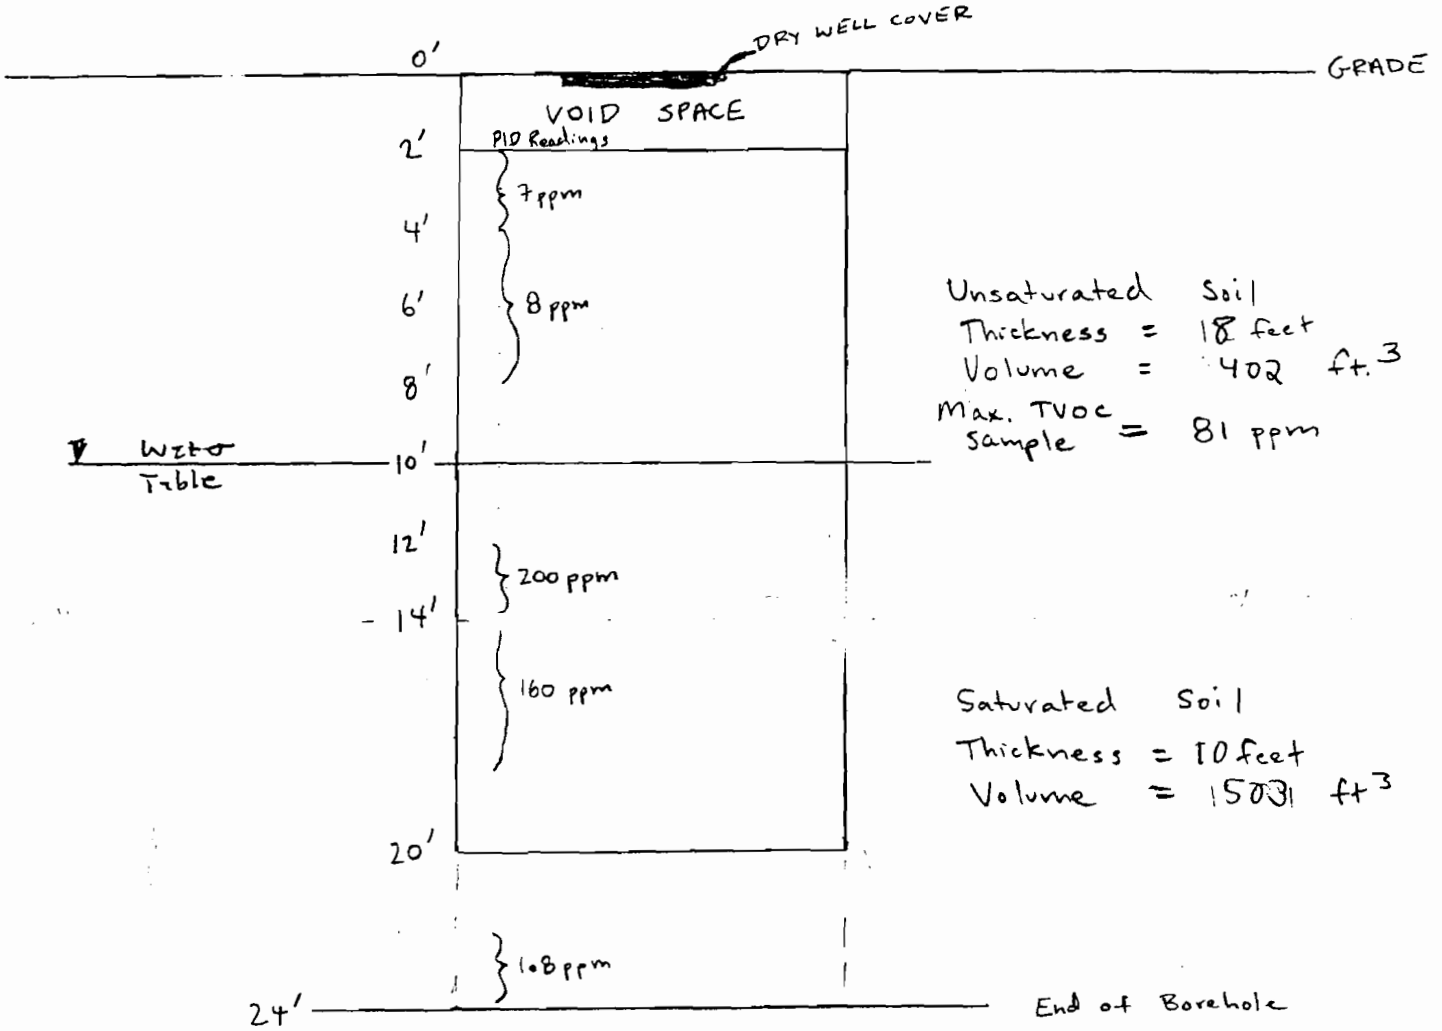 0'
DRY WELL COVER
GRADE
VOID SPACE
PID Readings
2'
7 ppm
4'
6'
8 ppm
8'
Unsaturated Soil
Thickness = 18 feet
Volume = 402 ft.3
Max. TVOC
Sample = 81 ppm
Water
10'
Table
12'
200 ppm
14'
160 ppm
Saturated Soil
Thickness = 10 feet
Volume = ft3
20'
1.8 ppm
24'
End of Borehole